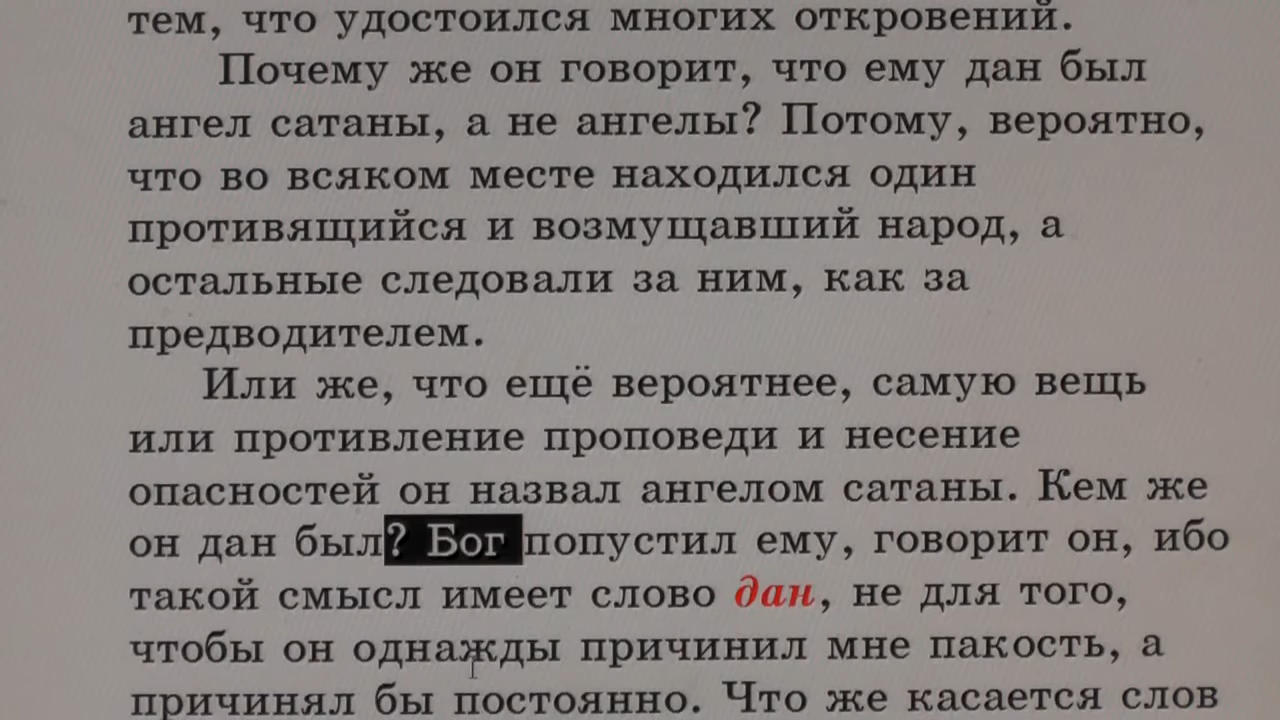 тем, что удостоился многих откровений.
Почему же он говорит, что ему дан был
ангел сатаны, а не ангелы? Потому, вероятно,
что во всяком месте находился один
противящийся и возмущавший народ, а
остальные следовали за ним, как за
предводителем.
Или же, что ещё вероятнее, самую вещь
или противление проповеди и несение
опасностей он назвал ангелом сатаны. Кем же
он дан был? Бог попустил ему, говорит он, ибо
такой смысл имеет слово дан, не для того,
чтобы он однажды причинил мне пакость, а
причинял бы постоянно. Что же касается слов